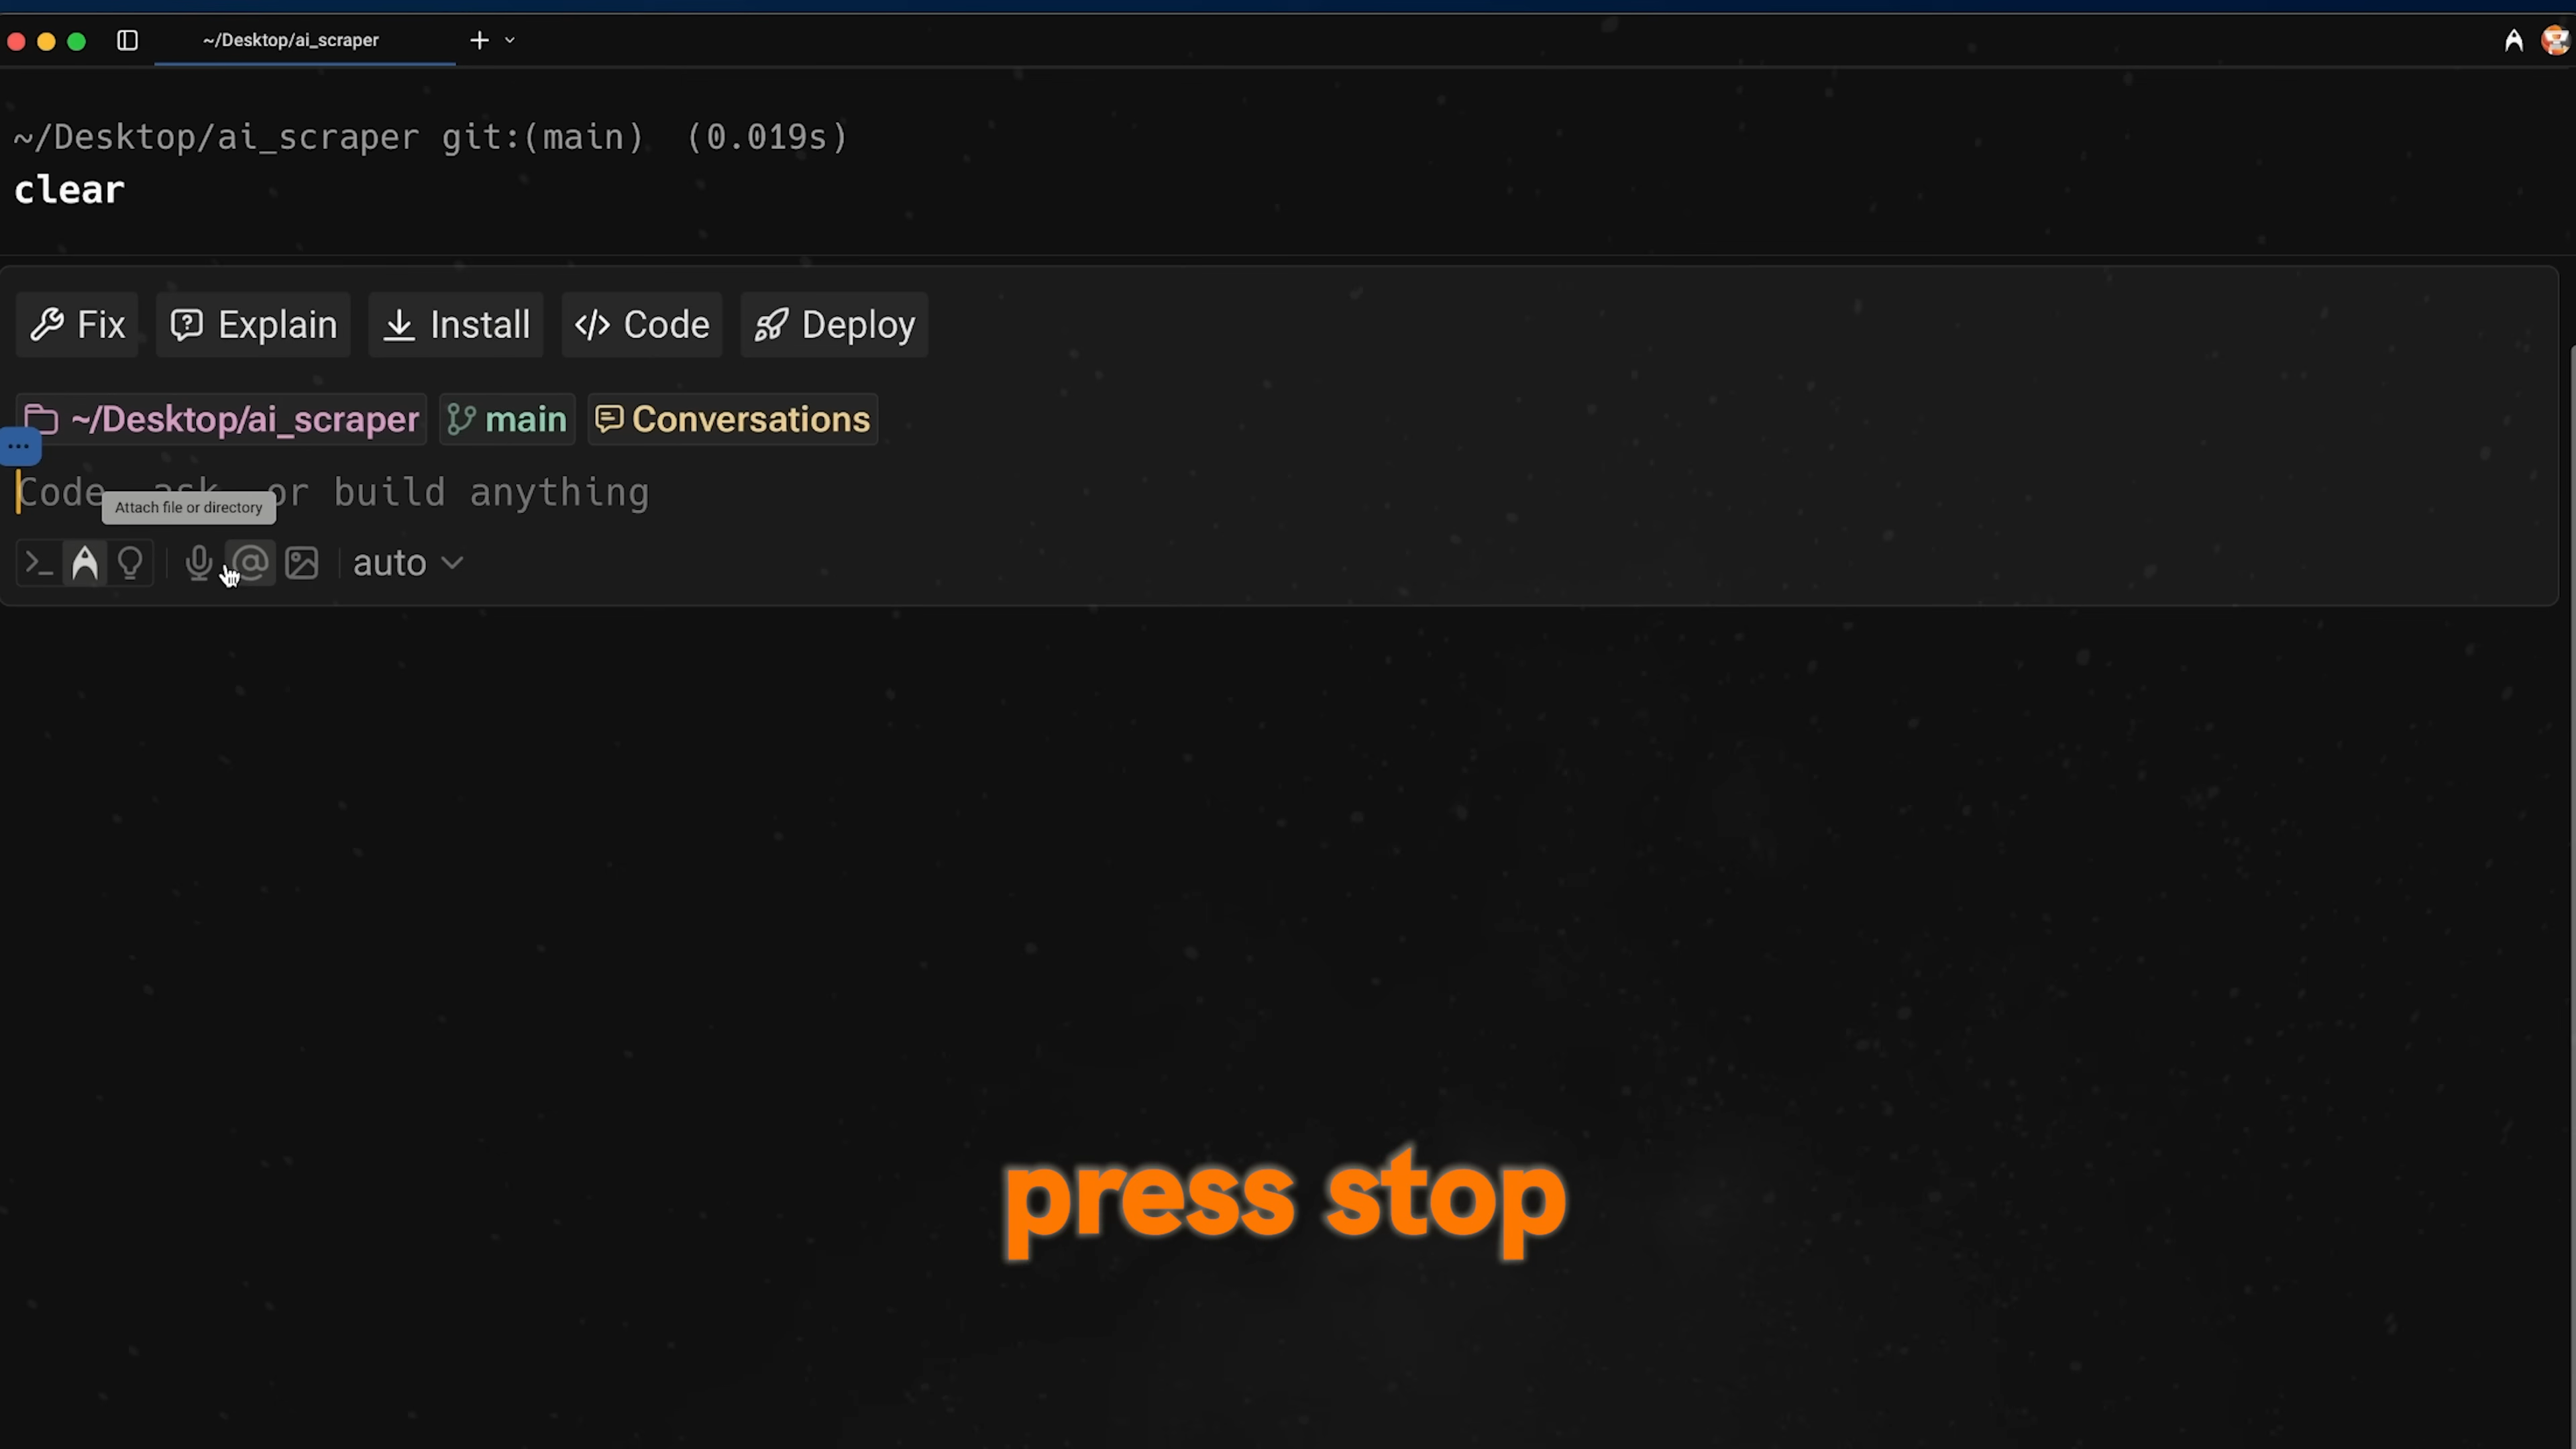 ~/Desktop/ai_scraper
~/Desktop/ai_scraper git:(main) (0.019s)
clear
Fix Explain Install Code Deploy
~/Desktop/ai_scraper main Conversations
Code, ask, or build anything
Attach file or directory
auto
press stop